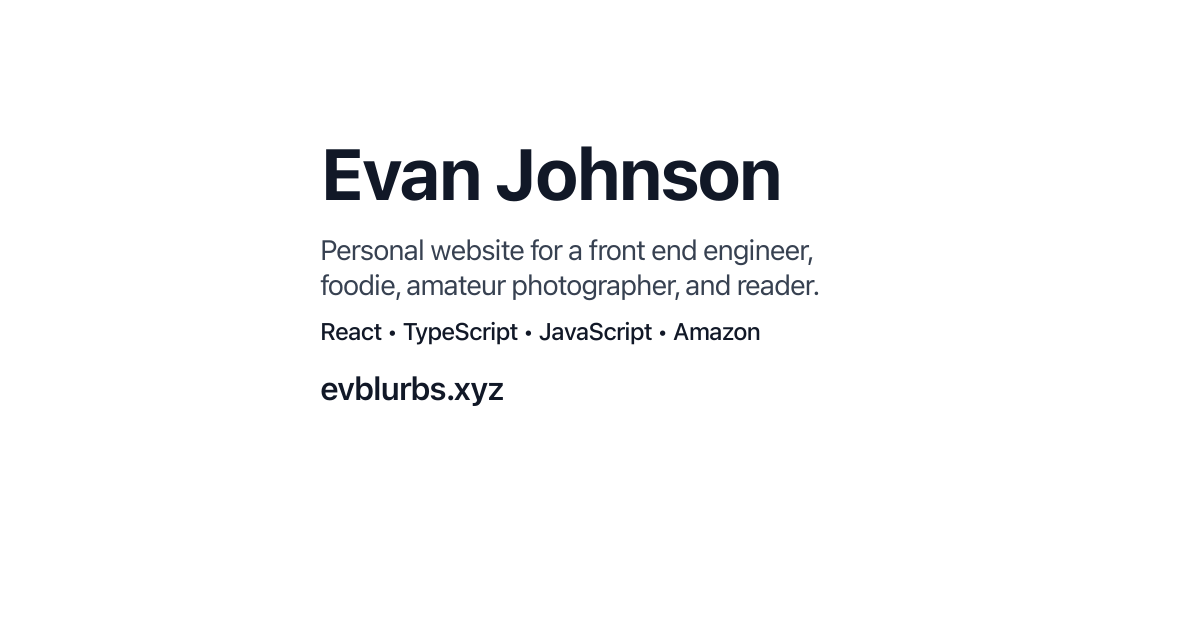 Evan Johnson
Personal website for a front end engineer,
foodie, amateur photographer, and reader.
React • TypeScript • JavaScript • Amazon
evblurbs.xyz